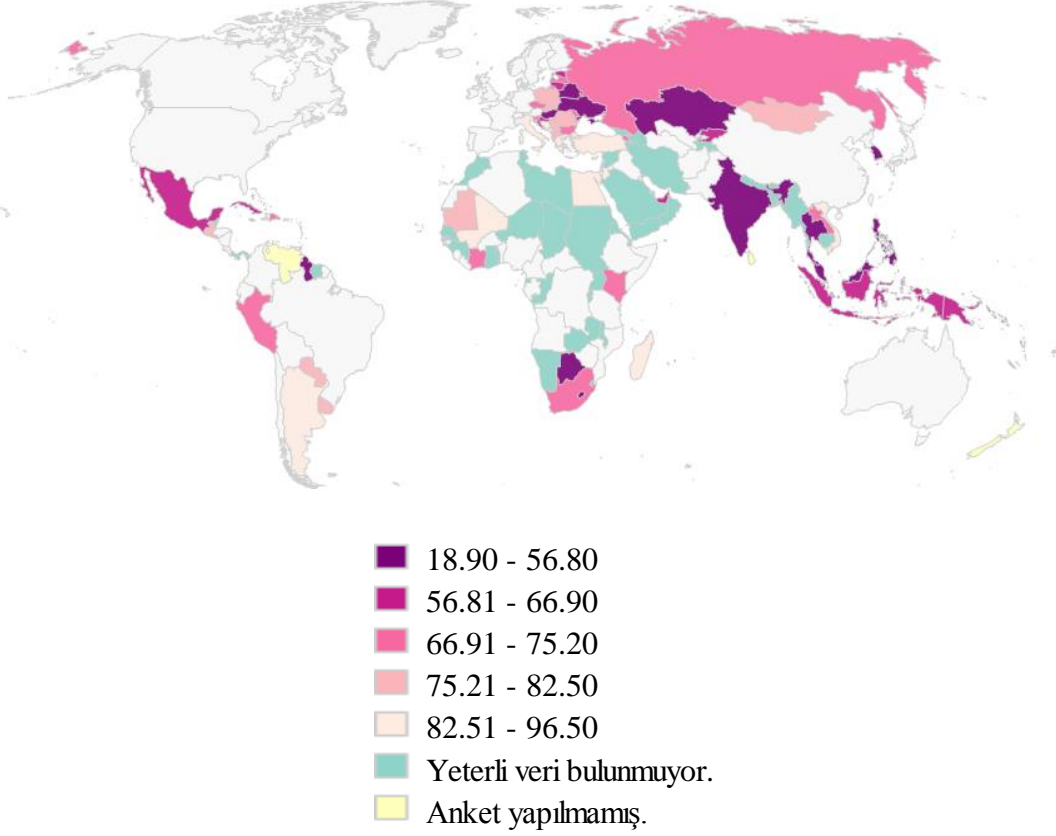 18.90 - 56.80
56.81 - 66.90
66.91 - 75.20
75.21 - 82.50
82.51 - 96.50
Yeterli veri bulunmuyor.
Anket yapılmamış.